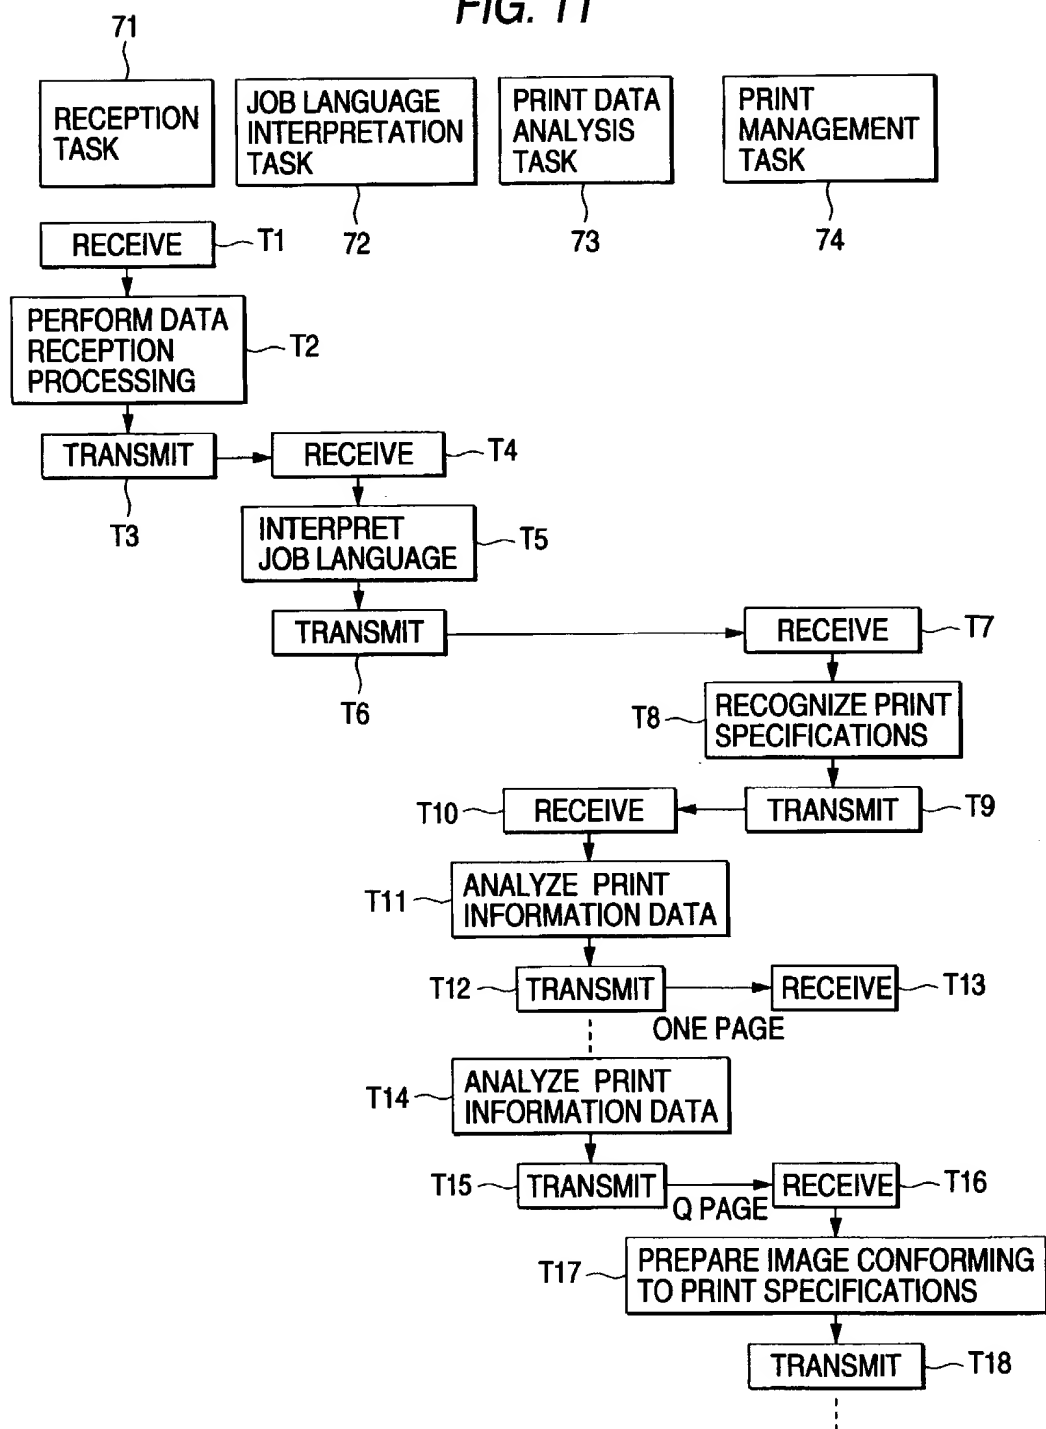 FIG. 11
71
RECEPTION
TASK
JOB LANGUAGE
INTERPRETATION
TASK
PRINT DATA
ANALYSIS
TASK
PRINT
MANAGEMENT
TASK
72
73
74
RECEIVE
T1
PERFORM DATA
RECEPTION
PROCESSING
T2
TRANSMIT
T3
RECEIVE
T4
INTERPRET
JOB LANGUAGE
T5
TRANSMIT
T6
RECEIVE
T7
T8
RECOGNIZE PRINT
SPECIFICATIONS
TRANSMIT
T9
T10
RECEIVE
T11
ANALYZE PRINT
INFORMATION DATA
T12
TRANSMIT
RECEIVE
T13
ONE PAGE
T14
ANALYZE PRINT
INFORMATION DATA
T15
TRANSMIT
RECEIVE
T16
Q PAGE
T17
PREPARE IMAGE CONFORMING
TO PRINT SPECIFICATIONS
TRANSMIT
T18